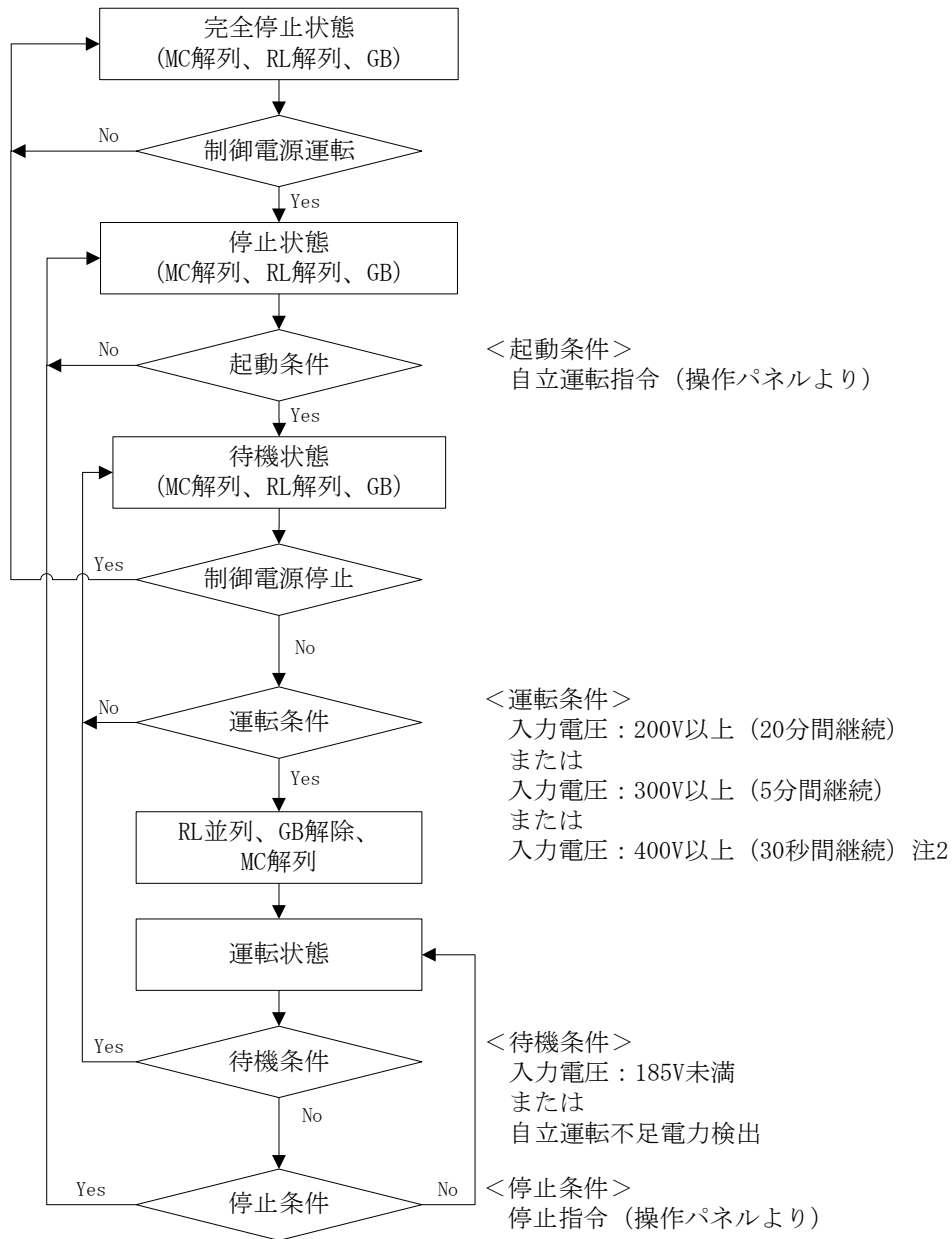 完全停止状態
(MC解列、RL解列、GB)
No
制御電源運転
Yes
停止状態
(MC解列、RL解列、GB)
No
起動条件
＜起動条件＞
自立運転指令（操作パネルより）
Yes
待機状態
(MC解列、RL解列、GB)
Yes
制御電源停止
No
No
運転条件
＜運転条件＞
入力電圧：200V以上（20分間継続）
または
入力電圧：300V以上（5分間継続）
または
入力電圧：400V以上（30秒間継続）注2
Yes
RL並列、GB解除、
MC解列
運転状態
Yes
待機条件
＜待機条件＞
入力電圧：185V未満
または
自立運転不足電力検出
No
Yes
停止条件
No
＜停止条件＞
停止指令（操作パネルより）